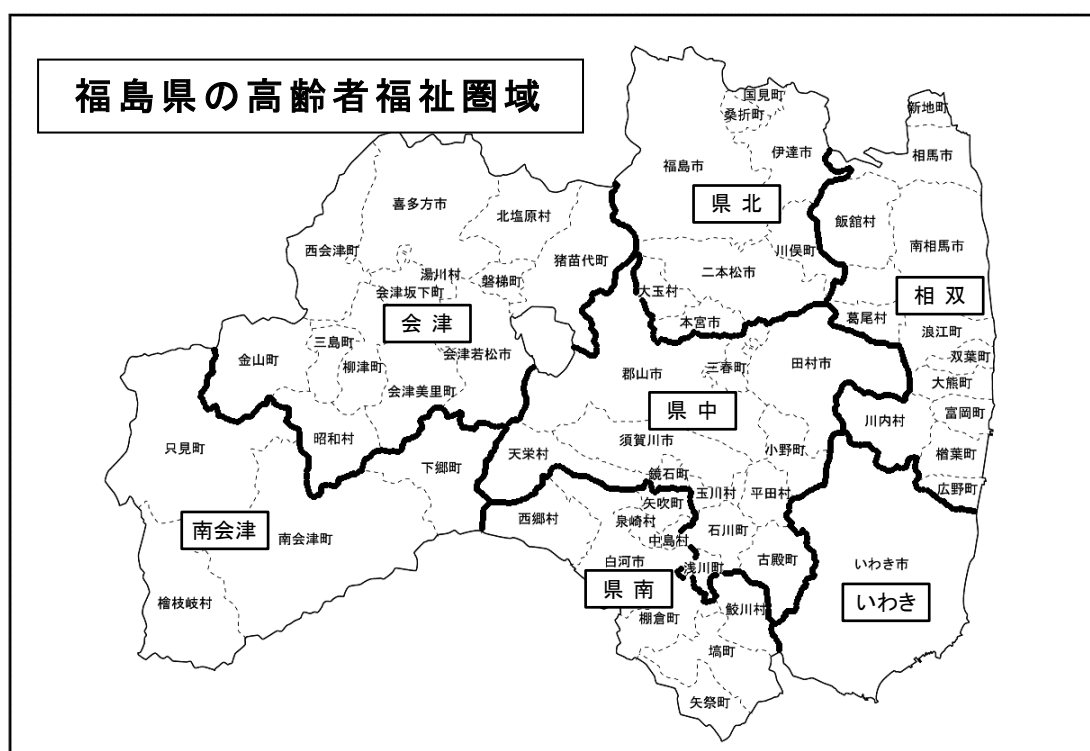 福島県の高齢者福祉圏域
国見町
桑折町
新地町
福島市
伊達市
相馬市
県北
喜多方市
北塩原村
飯舘村
南相馬市
西会津町
猪苗代町
川俣町
湯川村
磐梯町
二本松市
会津坂下町
大玉村
相双
会津
本宮市
葛尾村
浪江町
三島町
会津若松市
双葉町
金山町
柳津町
三春町
田村市
郡山市
大熊町
会津美里町
県中
川内村
富岡町
昭和村
須賀川市
只見町
小野町
天栄村
楢葉町
下郷町
鏡石町
玉川村
平田村
広野町
矢吹町
西郷村
泉崎村
石川町
南会津
南会津町
中島村
古殿町
白河市
浅川町
いわき市
県南
いわき
檜枝岐村
鮫川村
棚倉町
塙町
矢祭町